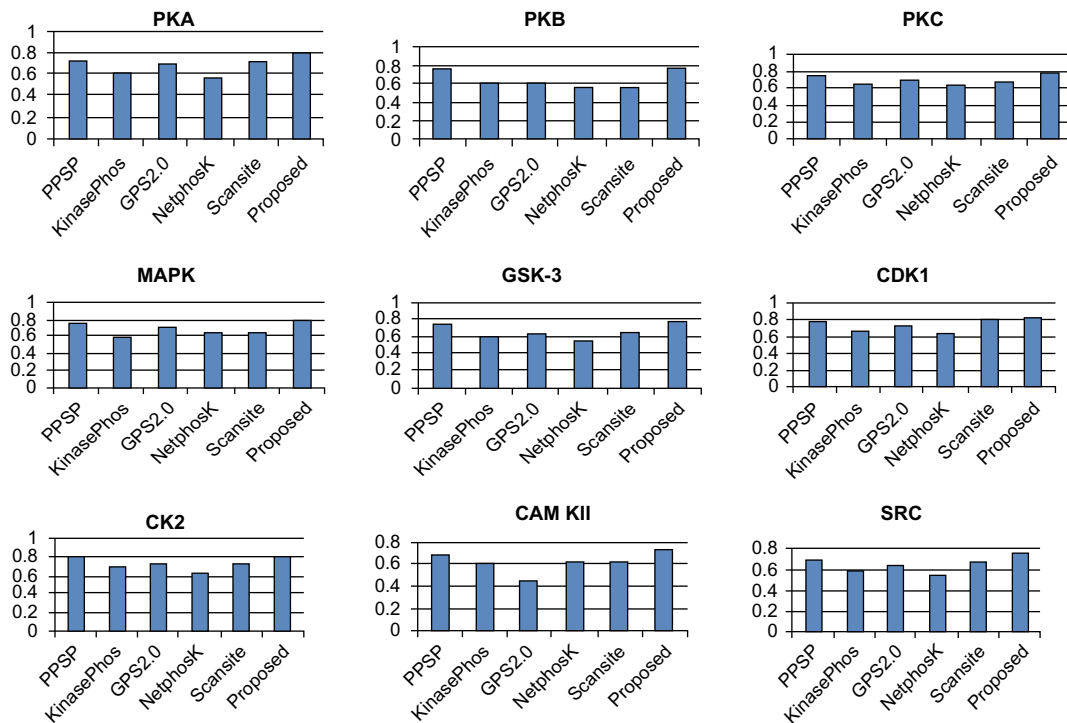 PKA
1
0.8
0.6
0.4
0.2
0
PPSP
KinasePhos
GPS2.0
NetphosK
Scansite
Proposed
PKB
1
0.8
0.6
0.4
0.2
0
PPSP
KinasePhos
GPS2.0
NetphosK
Scansite
Proposed
PKC
1
0.8
0.6
0.4
0.2
0
PPSP
KinasePhos
GPS2.0
NetphosK
Scansite
Proposed
MAPK
1
0.8
0.6
0.4
0.2
0
PPSP
KinasePhos
GPS2.0
NetphosK
Scansite
Proposed
GSK-3
1
0.8
0.6
0.4
0.2
0
PPSP
KinasePhos
GPS2.0
NetphosK
Scansite
Proposed
CDK1
1
0.8
0.6
0.4
0.2
0
PPSP
KinasePhos
GPS2.0
NetphosK
Scansite
Proposed
CK2
1
0.8
0.6
0.4
0.2
0
PPSP
KinasePhos
GPS2.0
NetphosK
Scansite
Proposed
CAM KII
0.8
0.6
0.4
0.2
0
PPSP
KinasePhos
GPS2.0
NetphosK
Scansite
Proposed
SRC
0.8
0.6
0.4
0.2
0
PPSP
KinasePhos
GPS2.0
NetphosK
Scansite
Proposed